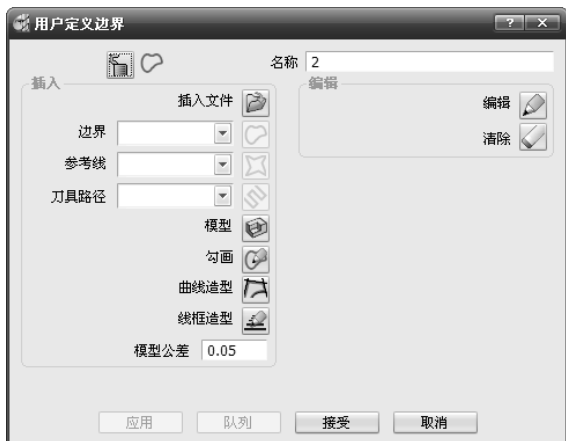 用户定义边界
名称 2
插入
编辑
插入文件
编辑
边界
清除
参考线
刀具路径
模型
勾画
曲线造型
线框造型
模型公差 0.05
应用 队列 接受 取消